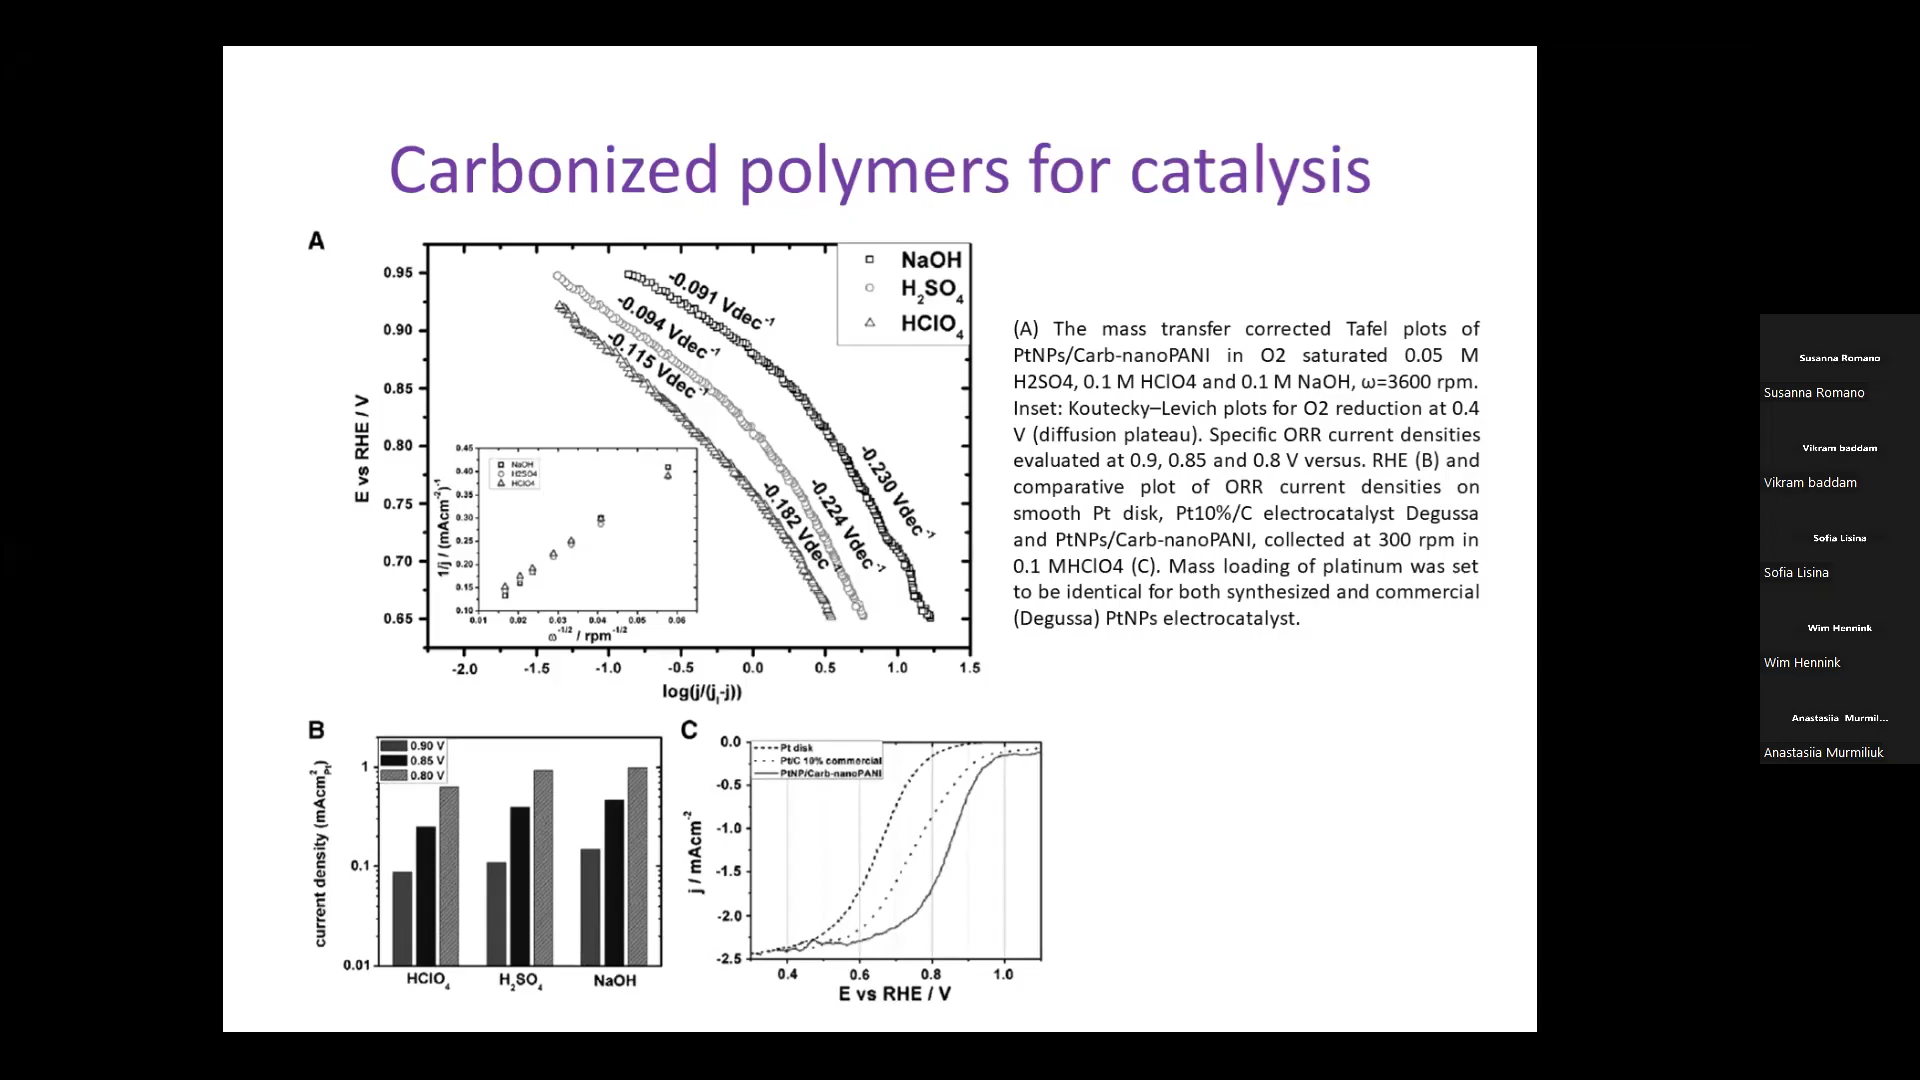 Carbonized polymers for catalysis
A
NaOH
H2SO4
HClO4
-0.091 Vdec-1
-0.094 Vdec-1
-0.115 Vdec-1
-0.230 Vdec-1
-0.224 Vdec-1
-0.182 Vdec-1
E vs RHE / V
0.95
0.90
0.85
0.80
0.75
0.70
0.65
-2.0 -1.5 -1.0 -0.5 0.0 0.5 1.0 1.5
log(j/(jl-j))
NaOH
H2SO4
HClO4
1/j / (mAcm-2)-1
0.45
0.40
0.35
0.30
0.25
0.20
0.15
0.10
0.01 0.02 0.03 0.04 0.05 0.06
ω-1/2 / rpm-1/2
(A) The mass transfer corrected Tafel plots of
PtNPs/Carb-nanoPANI in O2 saturated 0.05 M
H2SO4, 0.1 M HClO4 and 0.1 M NaOH, ω=3600 rpm.
Inset: Koutecky–Levich plots for O2 reduction at 0.4
V (diffusion plateau). Specific ORR current densities
evaluated at 0.9, 0.85 and 0.8 V versus. RHE (B) and
comparative plot of ORR current densities on
smooth Pt disk, Pt10%/C electrocatalyst Degussa
and PtNPs/Carb-nanoPANI, collected at 300 rpm in
0.1 MHClO4 (C). Mass loading of platinum was set
to be identical for both synthesized and commercial
(Degussa) PtNPs electrocatalyst.
B
0.90 V
0.85 V
0.80 V
current density (mAcm2Pt)
1
0.1
0.01
HClO4 H2SO4 NaOH
C
Pt disk
Pt/C 10% commercial
PtNP/Carb-nanoPANI
j / mAcm-2
0.0
-0.5
-1.0
-1.5
-2.0
-2.5
0.4 0.6 0.8 1.0
E vs RHE / V
Susanna Romano
Susanna Romano
Vikram baddam
Vikram baddam
Sofia Lisina
Sofia Lisina
Wim Hennink
Wim Hennink
Anastasiia Murmil...
Anastasiia Murmiliuk